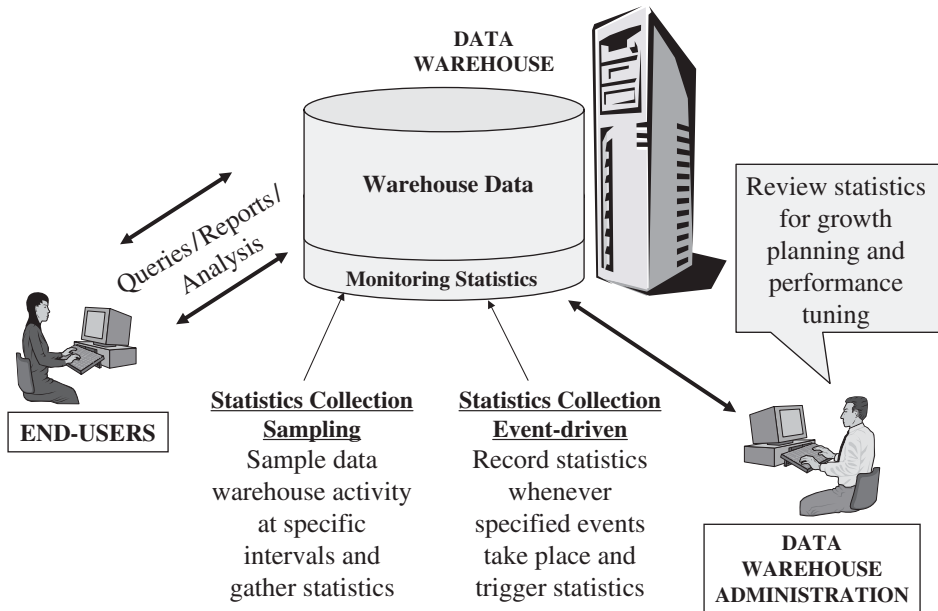 DATA
WAREHOUSE
Warehouse Data
Monitoring Statistics
Queries/Reports/
Analysis
Review statistics
for growth
planning and
performance
tuning
END-USERS
Statistics Collection
Sampling
Sample data
warehouse activity
at specific
intervals and
gather statistics
Statistics Collection
Event-driven
Record statistics
whenever
specified events
take place and
trigger statistics
DATA
WAREHOUSE
ADMINISTRATION